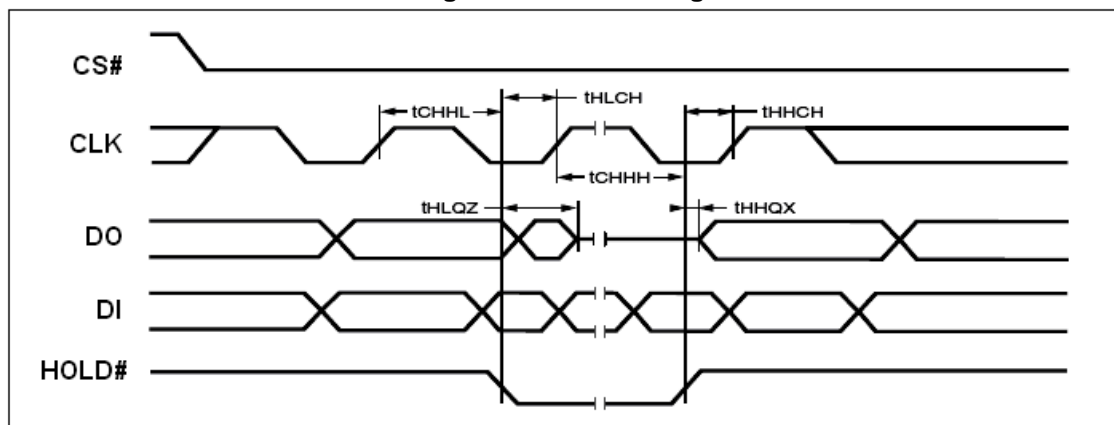 CS#
tCHHL
tHLCH
tHHCH
CLK
tCHHH
tHLQZ
tHHQX
DO
DI
HOLD#